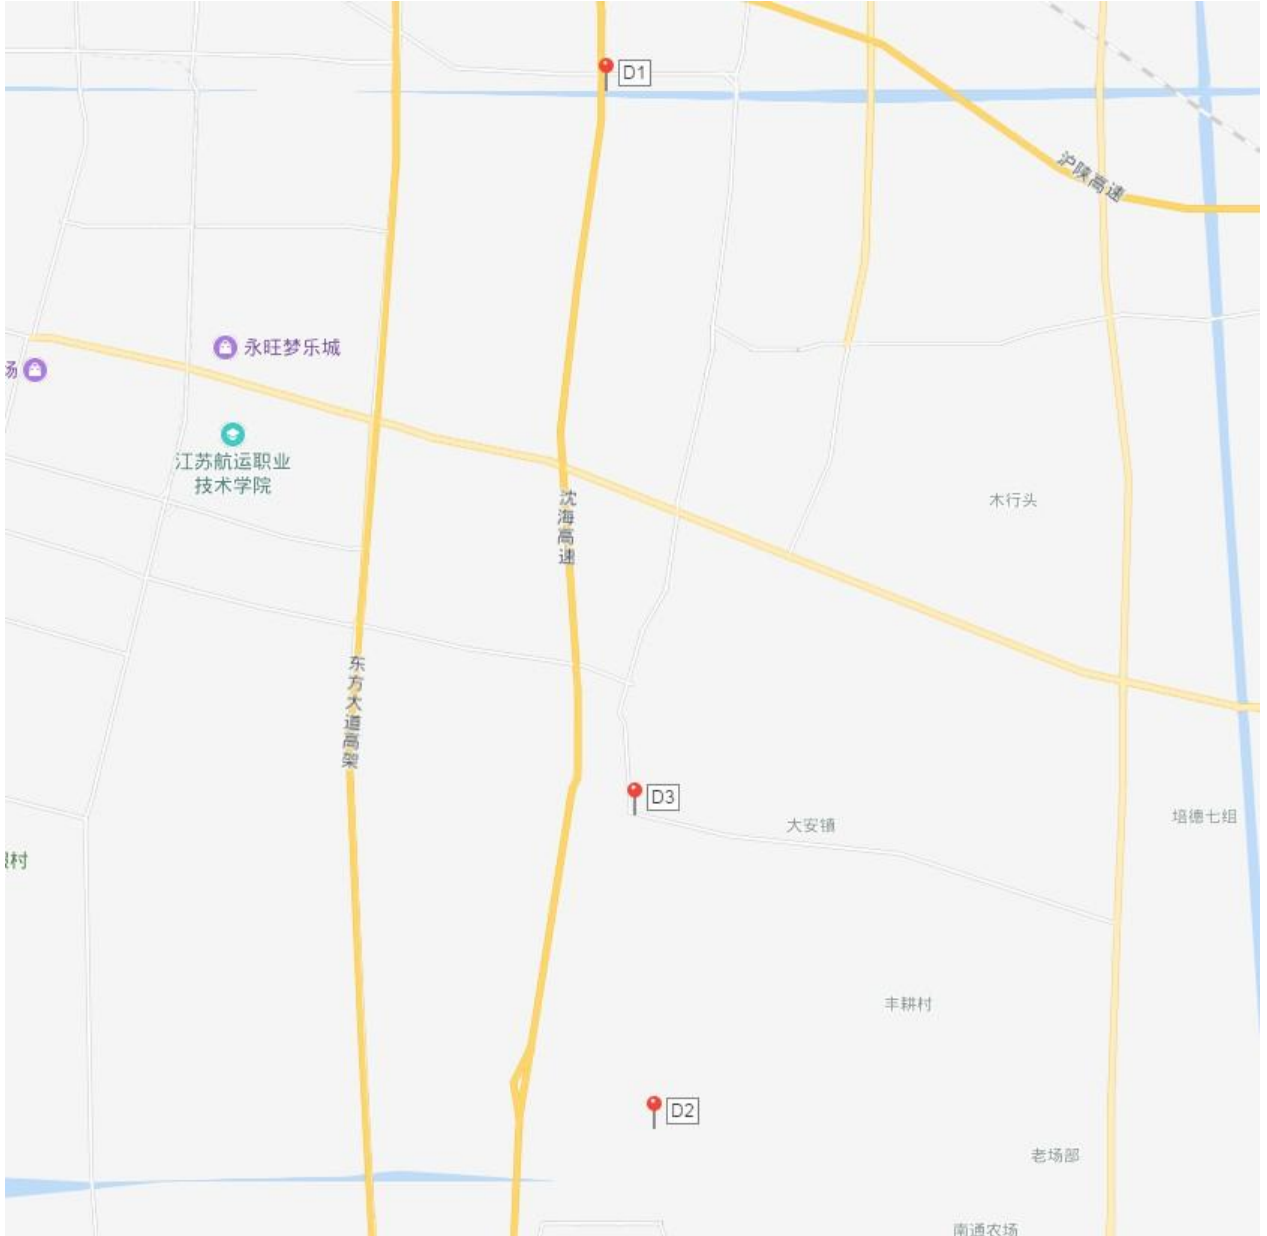 D1
沪陕高速
永旺梦乐城
场
江苏航运职业
技术学院
沈海高速
木行头
东方大道高架
D3
大安镇
培德七组
村
丰耕村
D2
老场部
南通农场